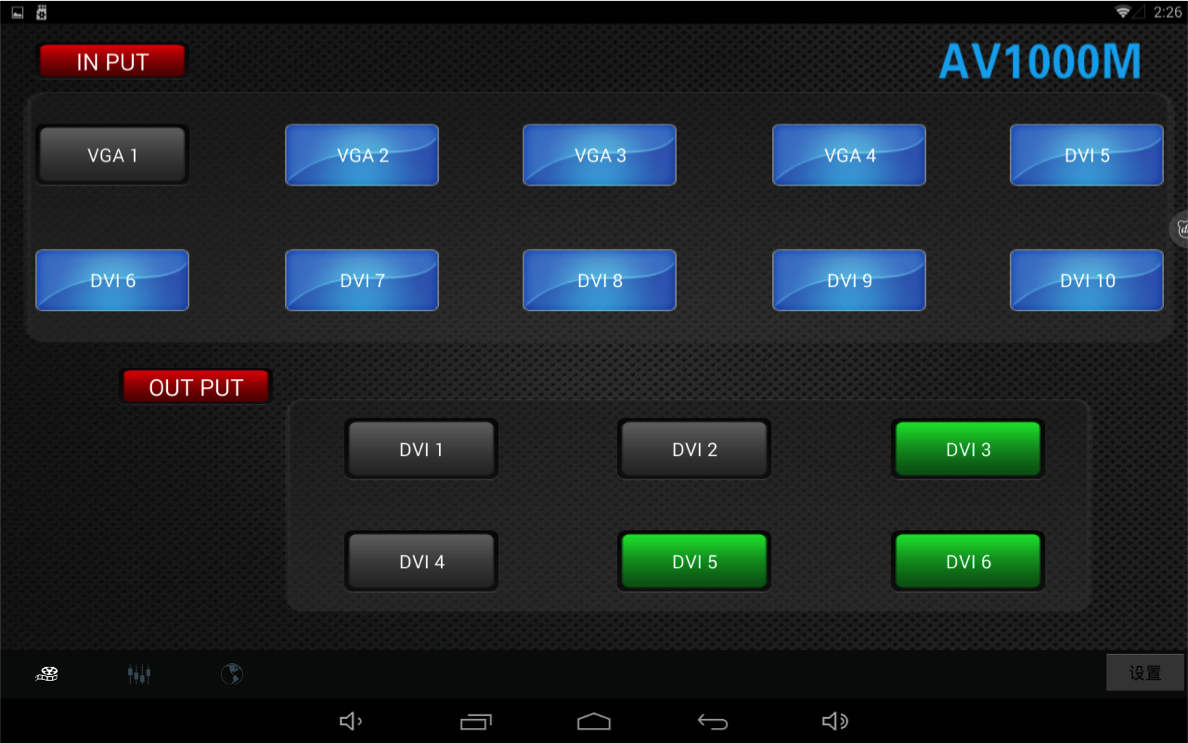 2:26
IN PUT
AV1000M
VGA 1
VGA 2
VGA 3
VGA 4
DVI 5
DVI 6
DVI 7
DVI 8
DVI 9
DVI 10
OUT PUT
DVI 1
DVI 2
DVI 3
DVI 4
DVI 5
DVI 6
设置